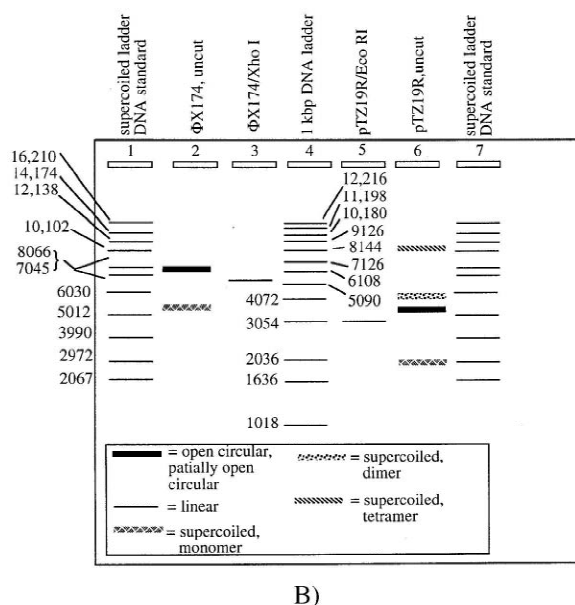 supercoiled ladder
DNA standard
ΦX174, uncut
ΦX174/Xho I
1 kbp DNA ladder
pTZ19R/Eco RI
pTZ19R,uncut
supercoiled ladder
DNA standard
1
2
3
4
5
6
7
16,210
14,174
12,138
10,102
8066
7045
6030
5012
3990
2972
2067
12,216
11,198
10,180
9126
8144
7126
6108
5090
4072
3054
2036
1636
1018
= open circular,
patially open
circular
= linear
= supercoiled,
monomer
= supercoiled,
dimer
= supercoiled,
tetramer
B)